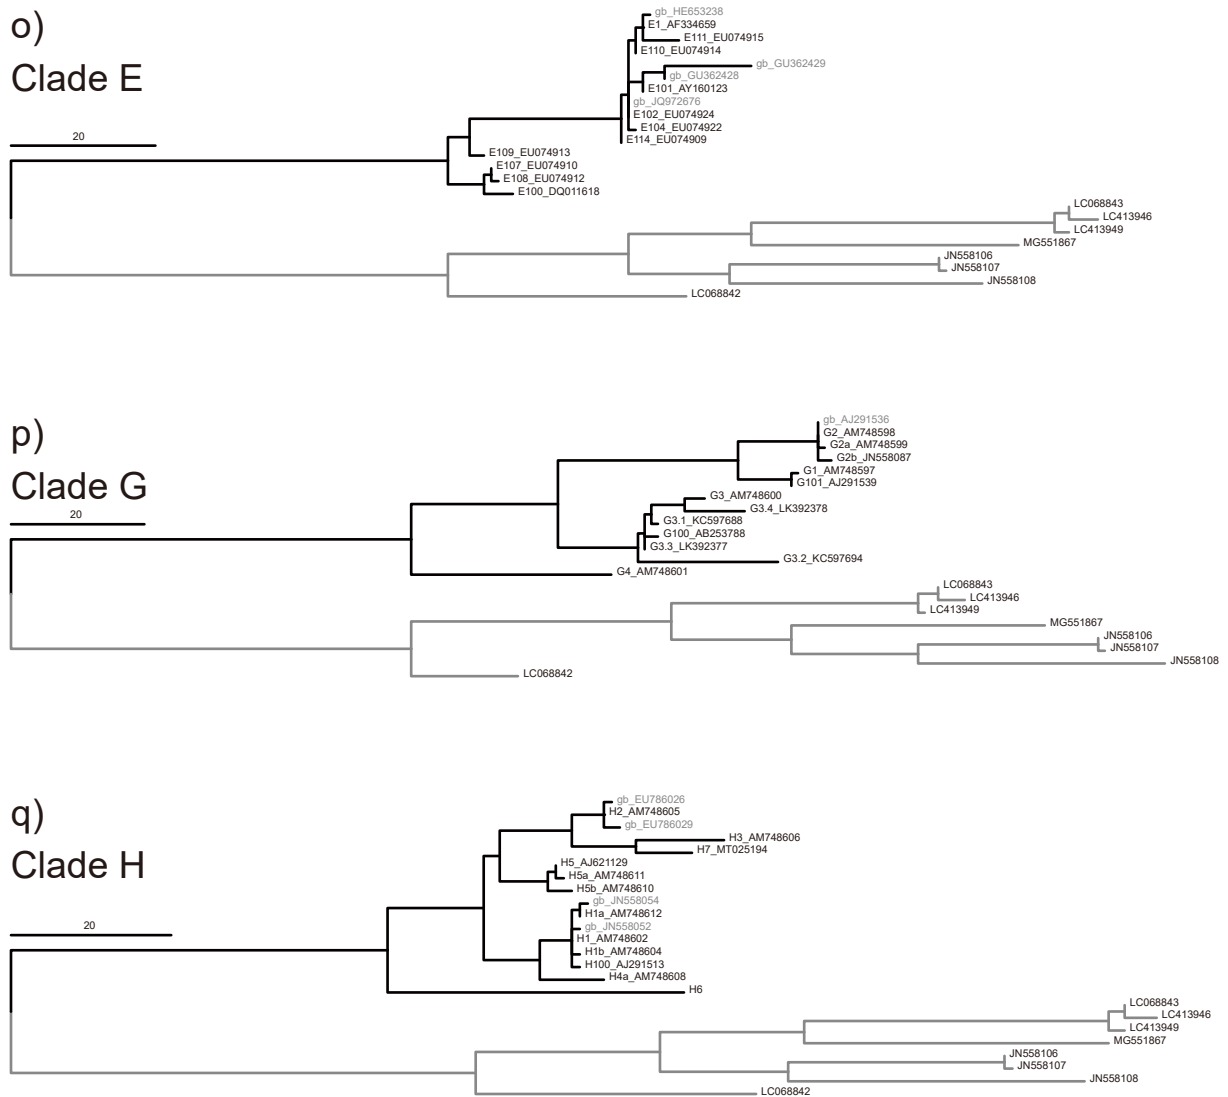 o)
Clade E
20
gb_HE653238
E1_AF334659
E111_EU074915
E110_EU074914
gb_GU362429
gb_GU362428
E101_AY160123
gb_JQ972676
E102_EU074924
E104_EU074922
E114_EU074909
E109_EU074913
E107_EU074910
E108_EU074912
E100_DQ011618
LC068843
LC413946
LC413949
MG551867
JN558106
JN558107
JN558108
LC068842
p)
Clade G
20
gb_AJ291536
G2_AM748598
G2a_AM748599
G2b_JN558087
G1_AM748597
G101_AJ291539
G3_AM748600
G3.4_LK392378
G3.1_KC597688
G100_AB253788
G3.3_LK392377
G3.2_KC597694
G4_AM748601
LC068843
LC413946
LC413949
MG551867
JN558106
JN558107
JN558108
LC068842
q)
Clade H
20
gb_EU786026
H2_AM748605
gb_EU786029
H3_AM748606
H7_MT025194
H5_AJ621129
H5a_AM748611
H5b_AM748610
gb_JN558054
H1a_AM748612
gb_JN558052
H1_AM748602
H1b_AM748604
H100_AJ291513
H4a_AM748608
H6
LC068843
LC413946
LC413949
MG551867
JN558106
JN558107
JN558108
LC068842